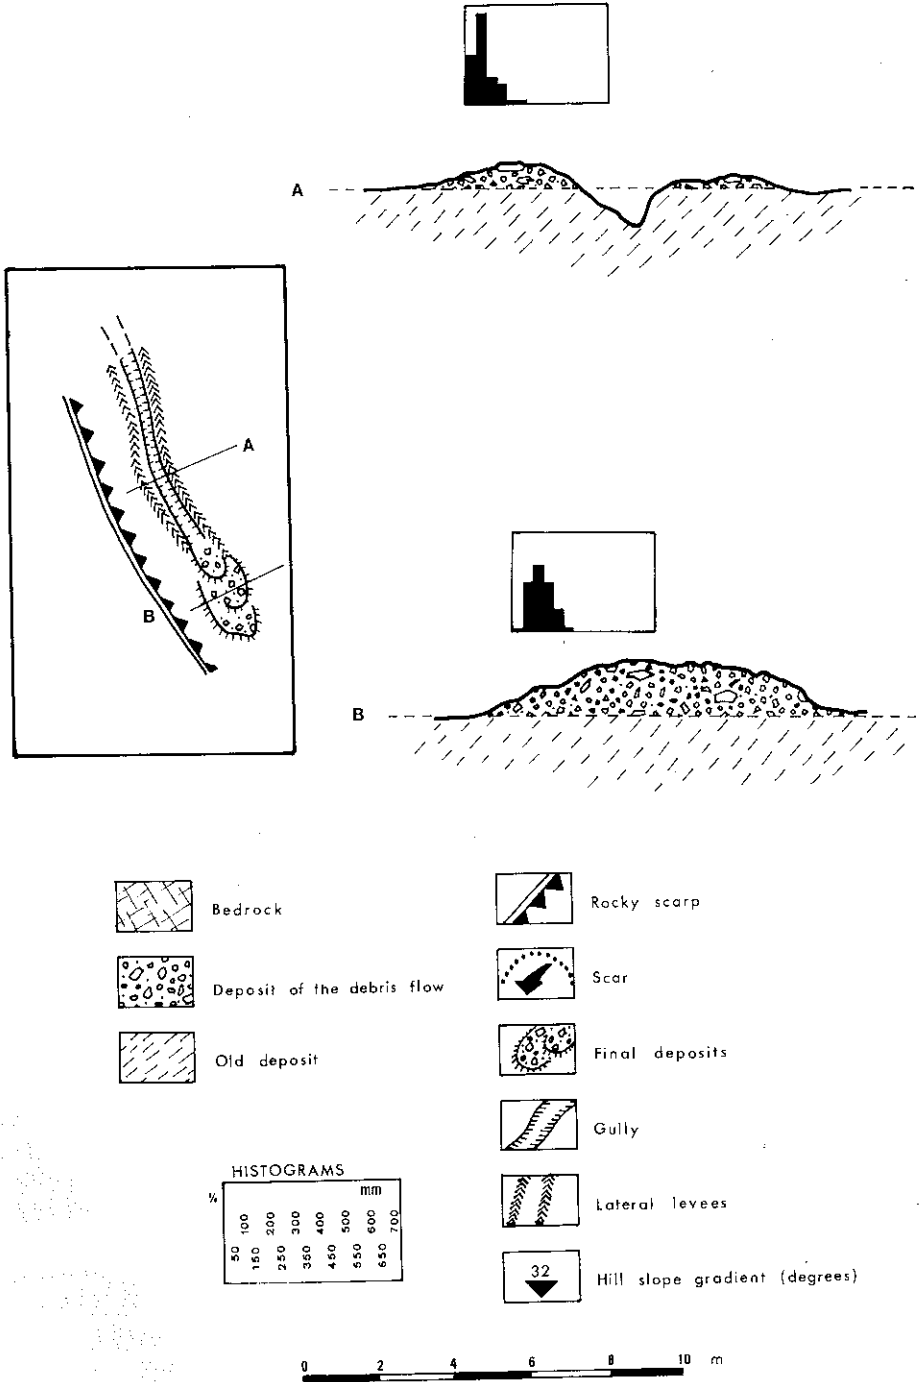 A
A
B
B
Bedrock
Deposit of the debris flow
Old deposit
Rocky scarp
Scar
Final deposits
Gully
Lateral levees
32
Hill slope gradient (degrees)
HISTOGRAMS
% mm
100 200 300 400 500 600 700
50 150 250 350 450 550 650
0 2 4 6 8 10 m